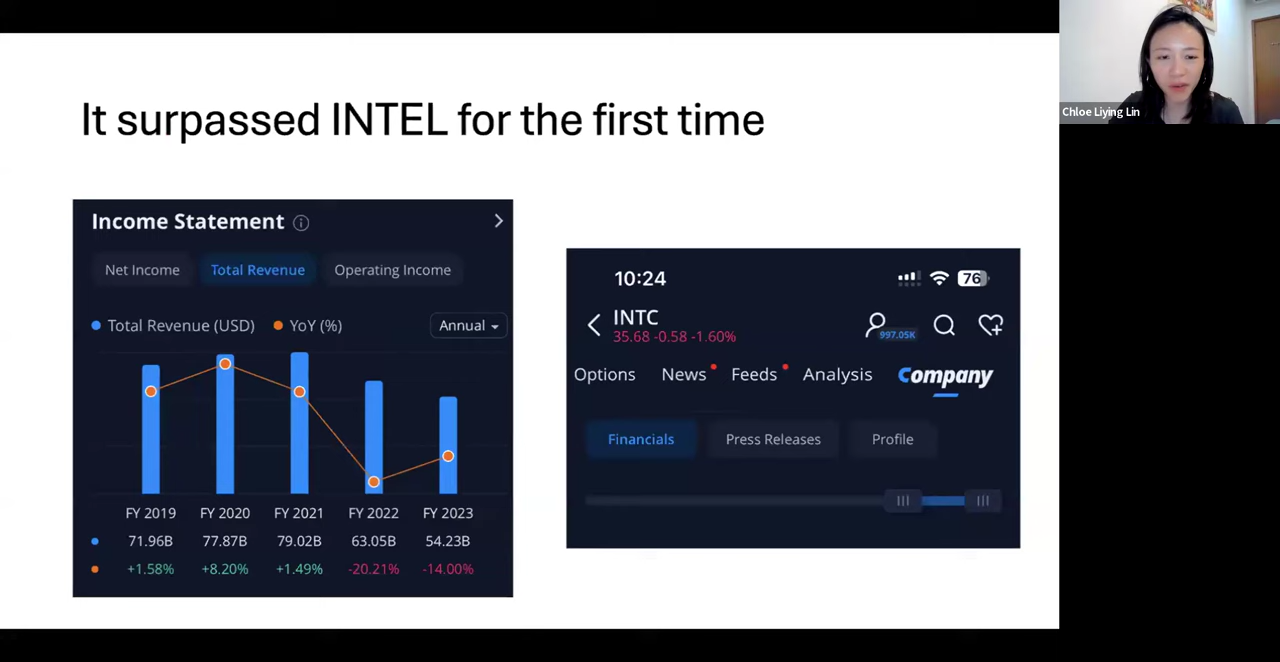 It surpassed INTEL for the first time
Chloe Liying Lin
Income Statement
Net Income Total Revenue Operating Income
Total Revenue (USD) YoY (%) Annual
FY 2019 FY 2020 FY 2021 FY 2022 FY 2023
71.96B 77.87B 79.02B 63.05B 54.23B
+1.58% +8.20% +1.49% -20.21% -14.00%
10:24 76
INTC
35.68 -0.58 -1.60% 997.05K
Options News Feeds Analysis Company
Financials Press Releases Profile